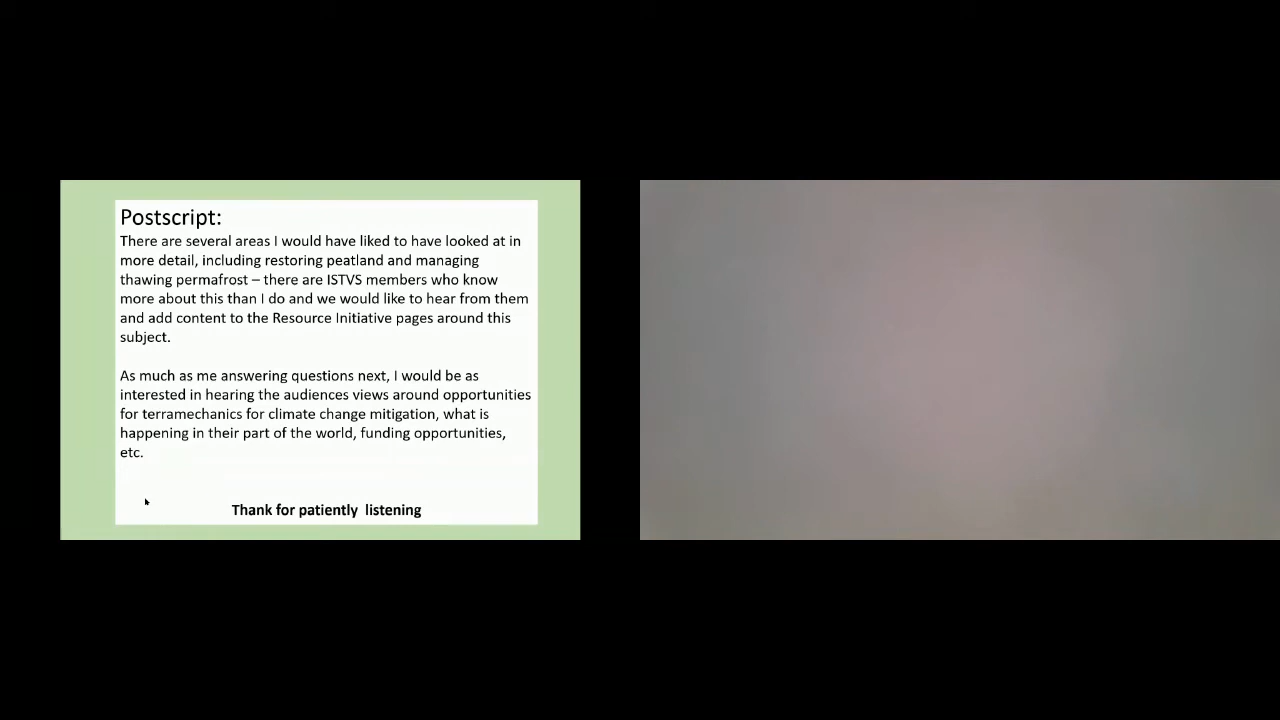 Postscript:
There are several areas I would have liked to have looked at in
more detail, including restoring peatland and managing
thawing permafrost – there are ISTVS members who know
more about this than I do and we would like to hear from them
and add content to the Resource Initiative pages around this
subject.
As much as me answering questions next, I would be as
interested in hearing the audiences views around opportunities
for terramechanics for climate change mitigation, what is
happening in their part of the world, funding opportunities,
etc.
Thank for patiently listening